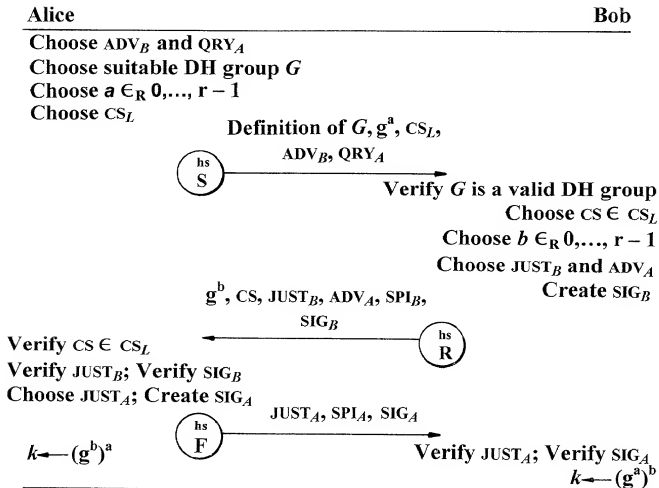 Alice Bob
Choose ADV_B and QRY_A
Choose suitable DH group G
Choose a ∈_R 0,..., r − 1
Choose CS_L
Definition of G, g^a, CS_L,
ADV_B, QRY_A
hs
S
Verify G is a valid DH group
Choose CS ∈ CS_L
Choose b ∈_R 0,..., r − 1
Choose JUST_B and ADV_A
Create SIG_B
g^b, CS, JUST_B, ADV_A, SPI_B,
SIG_B
hs
R
Verify CS ∈ CS_L
Verify JUST_B; Verify SIG_B
Choose JUST_A; Create SIG_A
JUST_A, SPI_A, SIG_A
hs
F
Verify JUST_A; Verify SIG_A
k ← (g^b)^a
k ← (g^a)^b